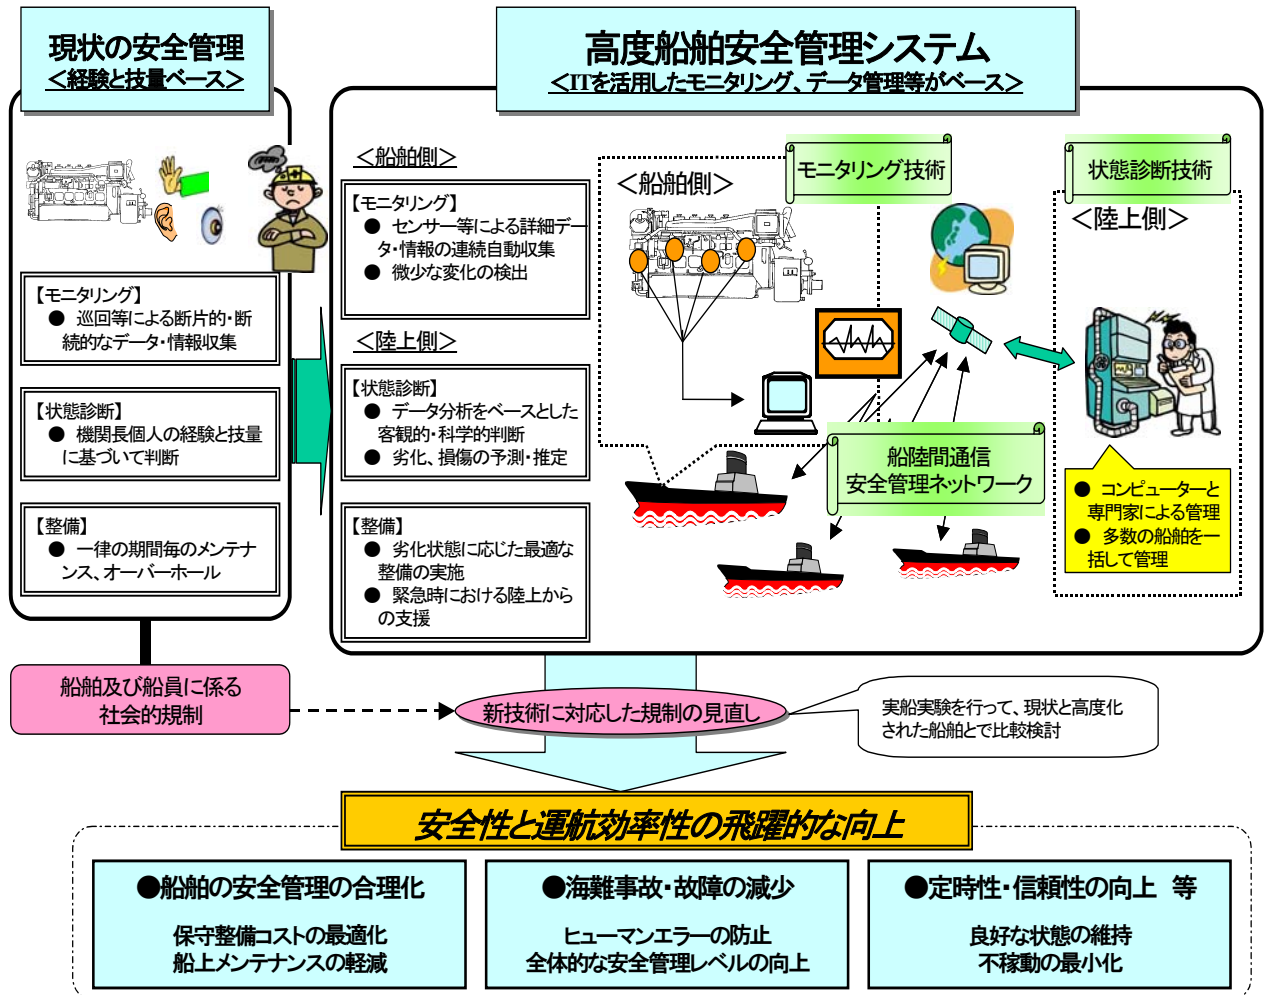 現状の安全管理
＜経験と技量ベース＞
【モニタリング】
● 巡回等による断片的・断
続的なデータ・情報収集
【状態診断】
● 機関長個人の経験と技量
に基づいて判断
【整備】
● 一律の期間毎のメンテナ
ンス、オーバーホール
船舶及び船員に係る
社会的規制
高度船舶安全管理システム
＜ITを活用したモニタリング、データ管理等がベース＞
＜船舶側＞
【モニタリング】
● センサー等による詳細デー
タ・情報の連続自動収集
● 微少な変化の検出
＜陸上側＞
【状態診断】
● データ分析をベースとした
客観的・科学的判断
● 劣化、損傷の予測・推定
【整備】
● 劣化状態に応じた最適な
整備の実施
● 緊急時における陸上から
の支援
＜船舶側＞
モニタリング技術
船陸間通信
安全管理ネットワーク
状態診断技術
＜陸上側＞
● コンピューターと
専門家による管理
● 多数の船舶を一
括して管理
新技術に対応した規制の見直し
実船実験を行って、現状と高度化
された船舶とで比較検討
安全性と運航効率性の飛躍的な向上
●船舶の安全管理の合理化
保守整備コストの最適化
船上メンテナンスの軽減
●海難事故・故障の減少
ヒューマンエラーの防止
全体的な安全管理レベルの向上
●定時性・信頼性の向上 等
良好な状態の維持
不稼動の最小化